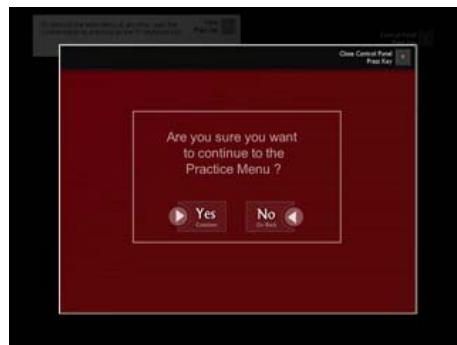 Close Control Panel
Press Key
Are you sure you want
to continue to the
Practice Menu ?
Yes
Continue
No
Go Back